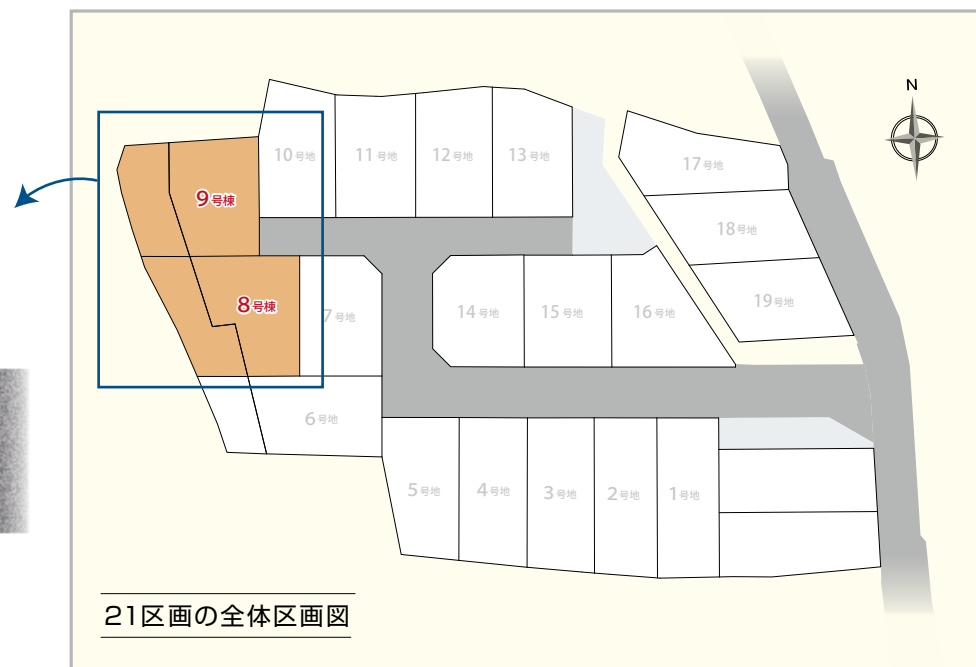 N
10号地
11号地
12号地
13号地
17号地
9号棟
18号地
8号棟
7号地
14号地
15号地
16号地
19号地
6号地
5号地
4号地
3号地
2号地
1号地
21区画の全体区画図